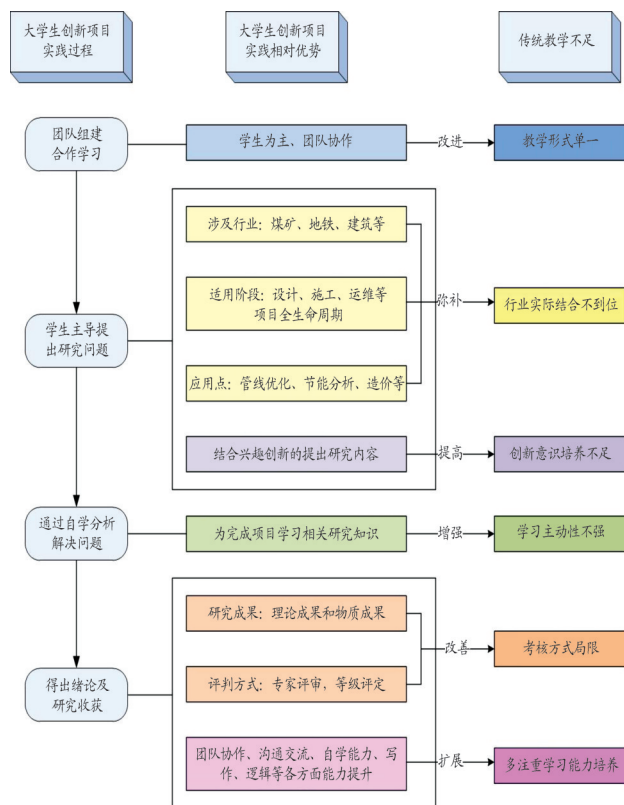 大学生创新项目
实践过程
大学生创新项目
实践相对优势
传统教学不足
团队组建
合作学习
学生为主、团队协作
改进
教学形式单一
涉及行业：煤矿、地铁、建筑等
适用阶段：设计、施工、运维等
项目全生命周期
弥补
行业实际结合不到位
学生主导提
出研究问题
应用点：管线优化、节能分析、造价等
结合兴趣创新的提出研究内容
提高
创新意识培养不足
通过自学分析
解决问题
为完成项目学习相关研究知识
增强
学习主动性不强
研究成果：理论成果和物质成果
改善
考核方式局限
得出绪论及
研究收获
评判方式：专家评审，等级评定
团队协作、沟通交流、自学能力、写
作、逻辑等各方面能力提升
扩展
多注重学习能力培养